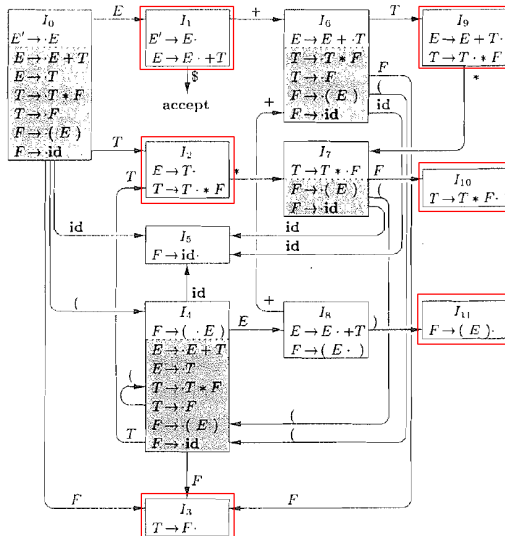 I₀
E′ → ·E
E → ·E + T
E → ·T
T → ·T * F
T → ·F
F → ·( E )
F → ·id
E
I₁
E′ → E·
E → E· + T
$
accept
+
I₆
E → E + ·T
T → ·T * F
T → ·F
F → ·( E )
F → ·id
T
I₉
E → E + T·
T → T· * F
*
F
(
id
+
T
I₂
E → T·
T → T· * F
*
I₇
T → T * ·F
F → ·( E )
F → ·id
F
(
I₁₀
T → T * F·
T
id
id
id
I₅
F → id·
id
(
I₄
F → (·E )
E → ·E + T
E → ·T
T → ·T * F
T → ·F
F → ·( E )
F → ·id
(
T
E
+
I₈
E → E· + T
F → ( E· )
)
I₁₁
F → ( E )·
(
(
F
F
F
I₃
T → F·